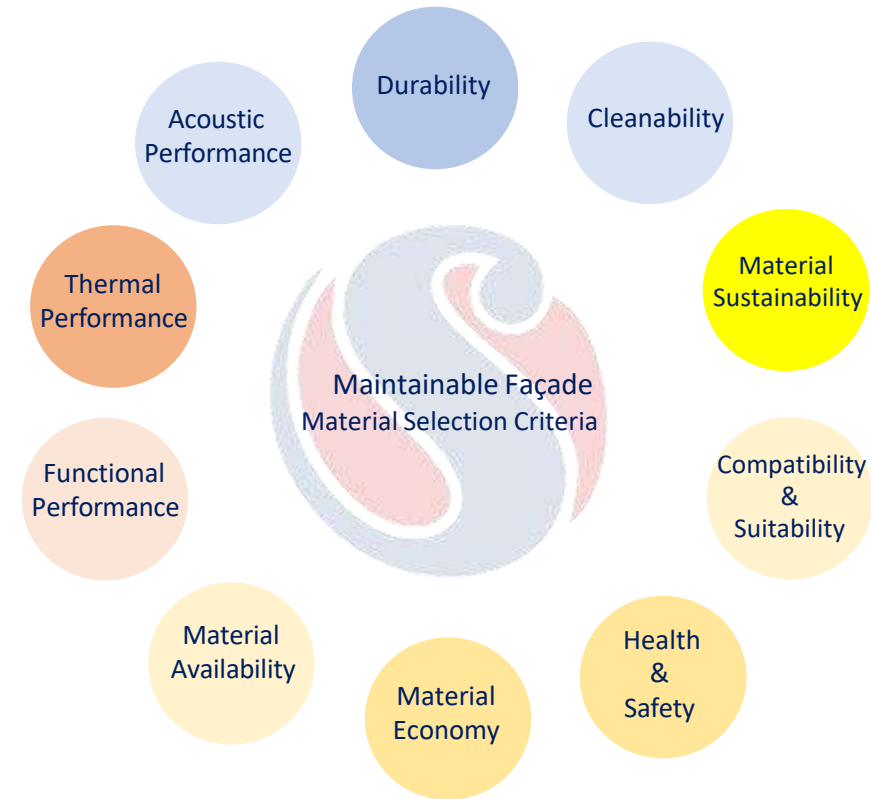 Durability
Cleanability
Material
Sustainability
Compatibility
&
Suitability
Health
&
Safety
Material
Economy
Material
Availability
Functional
Performance
Thermal
Performance
Acoustic
Performance
Maintainable Façade
Material Selection Criteria